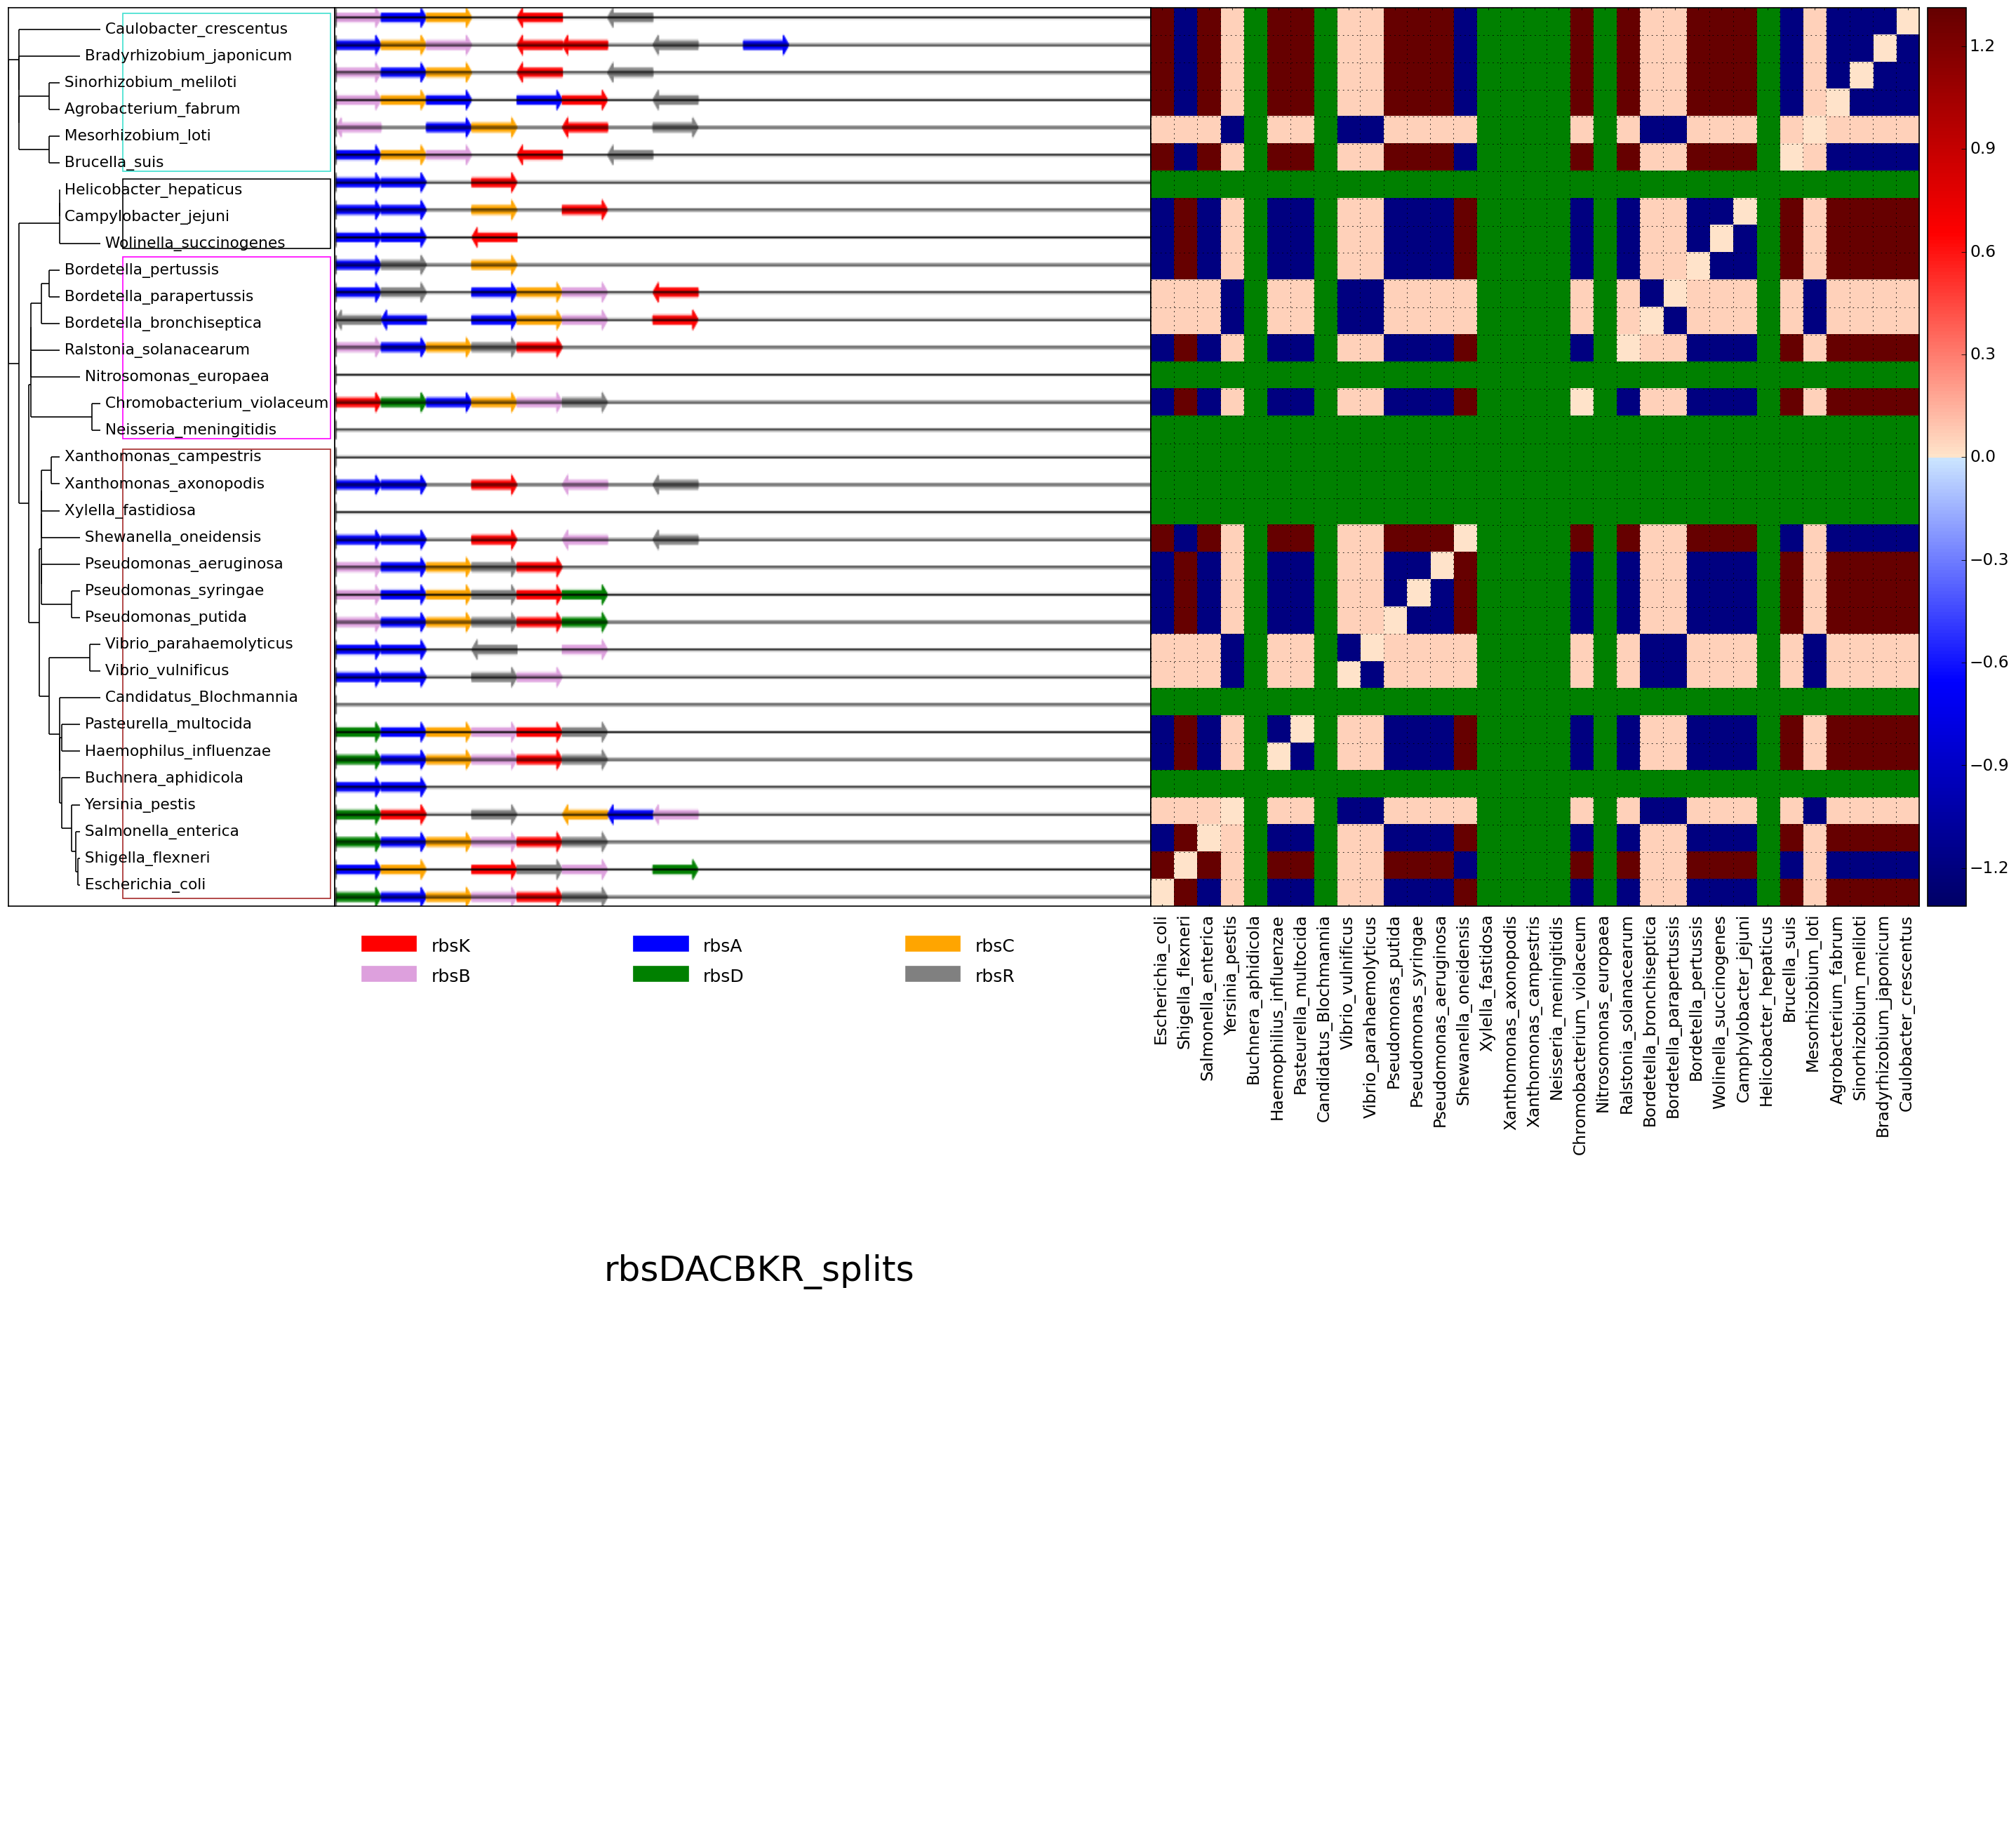 Caulobacter_crescentus
Bradyrhizobium_japonicum
Sinorhizobium_meliloti
Agrobacterium_fabrum
Mesorhizobium_loti
Brucella_suis
Helicobacter_hepaticus
Campylobacter_jejuni
Wolinella_succinogenes
Bordetella_pertussis
Bordetella_parapertussis
Bordetella_bronchiseptica
Ralstonia_solanacearum
Nitrosomonas_europaea
Chromobacterium_violaceum
Neisseria_meningitidis
Xanthomonas_campestris
Xanthomonas_axonopodis
Xylella_fastidiosa
Shewanella_oneidensis
Pseudomonas_aeruginosa
Pseudomonas_syringae
Pseudomonas_putida
Vibrio_parahaemolyticus
Vibrio_vulnificus
Candidatus_Blochmannia
Pasteurella_multocida
Haemophilus_influenzae
Buchnera_aphidicola
Yersinia_pestis
Salmonella_enterica
Shigella_flexneri
Escherichia_coli
1.2
0.9
0.6
0.3
0.0
−0.3
−0.6
−0.9
−1.2
rbsK rbsA rbsC
rbsB rbsD rbsR
Escherichia_coli
Shigella_flexneri
Salmonella_enterica
Yersinia_pestis
Buchnera_aphidicola
Haemophilius_influenzae
Pasteurella_multocida
Candidatus_Blochmannia
Vibrio_vulnificus
Vibrio_parahaemolyticus
Pseudomonas_putida
Pseudomonas_syringae
Pseudomonas_aeruginosa
Shewanella_oneidensis
Xylella_fastidosa
Xanthomonas_axonopodis
Xanthomonas_campestris
Neisseria_meningitidis
Chromobacterium_violaceum
Nitrosomonas_europaea
Ralstonia_solanacearum
Bordetella_bronchiseptica
Bordetella_parapertussis
Bordetella_pertussis
Wolinella_succinogenes
Camphylobacter_jejuni
Helicobacter_hepaticus
Brucella_suis
Mesorhizobium_loti
Agrobacterium_fabrum
Sinorhizobium_meliloti
Bradyrhizobium_japonicum
Caulobacter_crescentus
rbsDACBKR_splits